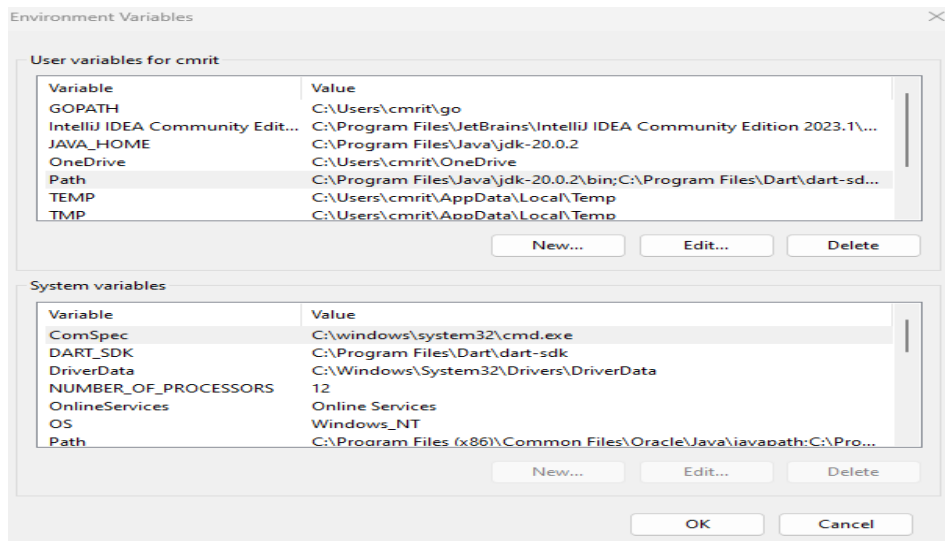 Environment Variables
User variables for cmrit
Variable Value
GOPATH C:\Users\cmrit\go
IntelliJ IDEA Community Edit... C:\Program Files\JetBrains\IntelliJ IDEA Community Edition 2023.1\...
JAVA_HOME C:\Program Files\Java\jdk-20.0.2
OneDrive C:\Users\cmrit\OneDrive
Path C:\Program Files\Java\jdk-20.0.2\bin;C:\Program Files\Dart\dart-sd...
TEMP C:\Users\cmrit\AppData\Local\Temp
TMP C:\Users\cmrit\AppData\Local\Temp
New... Edit... Delete
System variables
Variable Value
ComSpec C:\windows\system32\cmd.exe
DART_SDK C:\Program Files\Dart\dart-sdk
DriverData C:\Windows\System32\Drivers\DriverData
NUMBER_OF_PROCESSORS 12
OnlineServices Online Services
OS Windows_NT
Path C:\Program Files (x86)\Common Files\Oracle\Java\javapath;C:\Pro...
New... Edit... Delete
OK Cancel